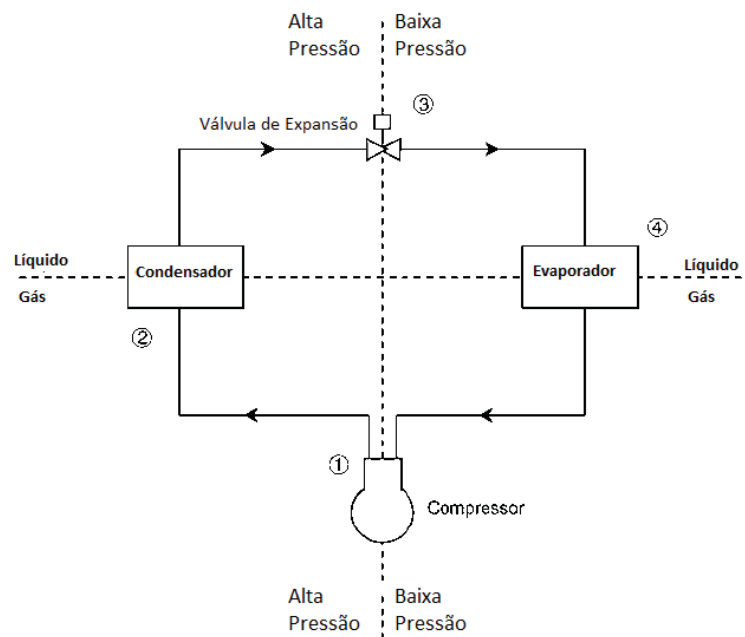 Alta
Pressão
Baixa
Pressão
③
Válvula de Expansão
④
Líquido
Gás
Condensador
Evaporador
Líquido
Gás
②
①
Compressor
Alta
Pressão
Baixa
Pressão